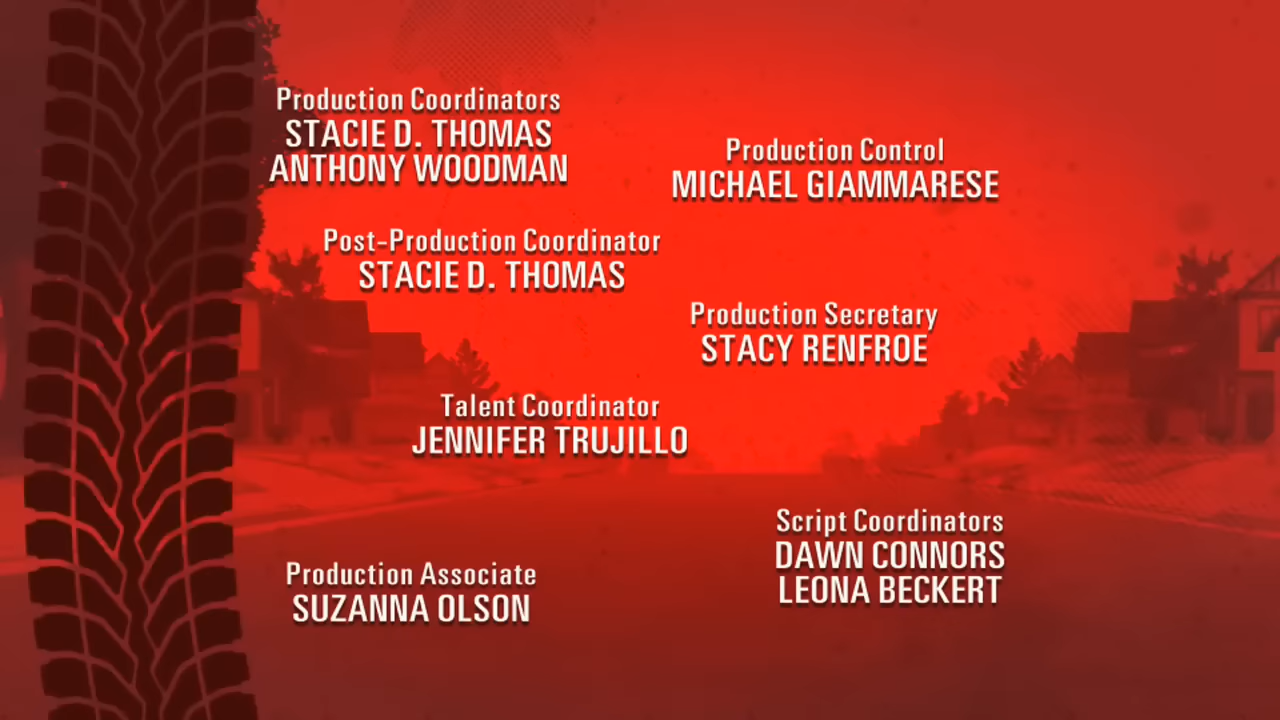 Production Coordinators
STACIE D. THOMAS
ANTHONY WOODMAN
Production Control
MICHAEL GIAMMARESE
Post-Production Coordinator
STACIE D. THOMAS
Production Secretary
STACY RENFROE
Talent Coordinator
JENNIFER TRUJILLO
Script Coordinators
DAWN CONNORS
LEONA BECKERT
Production Associate
SUZANNA OLSON